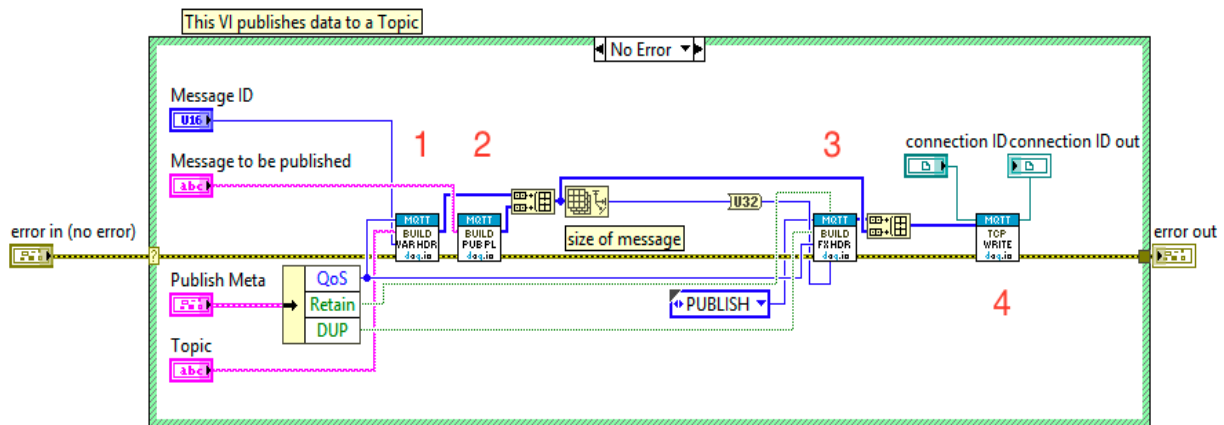 This VI publishes data to a Topic
No Error
Message ID
U16
1
2
3
connection ID
connection ID out
Message to be published
abc
U32
MQTT
BUILD
VAR HDR
daq.io
MQTT
BUILD
PUB PL
daq.io
size of message
MQTT
BUILD
FX HDR
daq.io
MQTT
TCP
WRITE
daq.io
error in (no error)
?
error out
Publish Meta
QoS
Retain
DUP
PUBLISH
4
Topic
abc